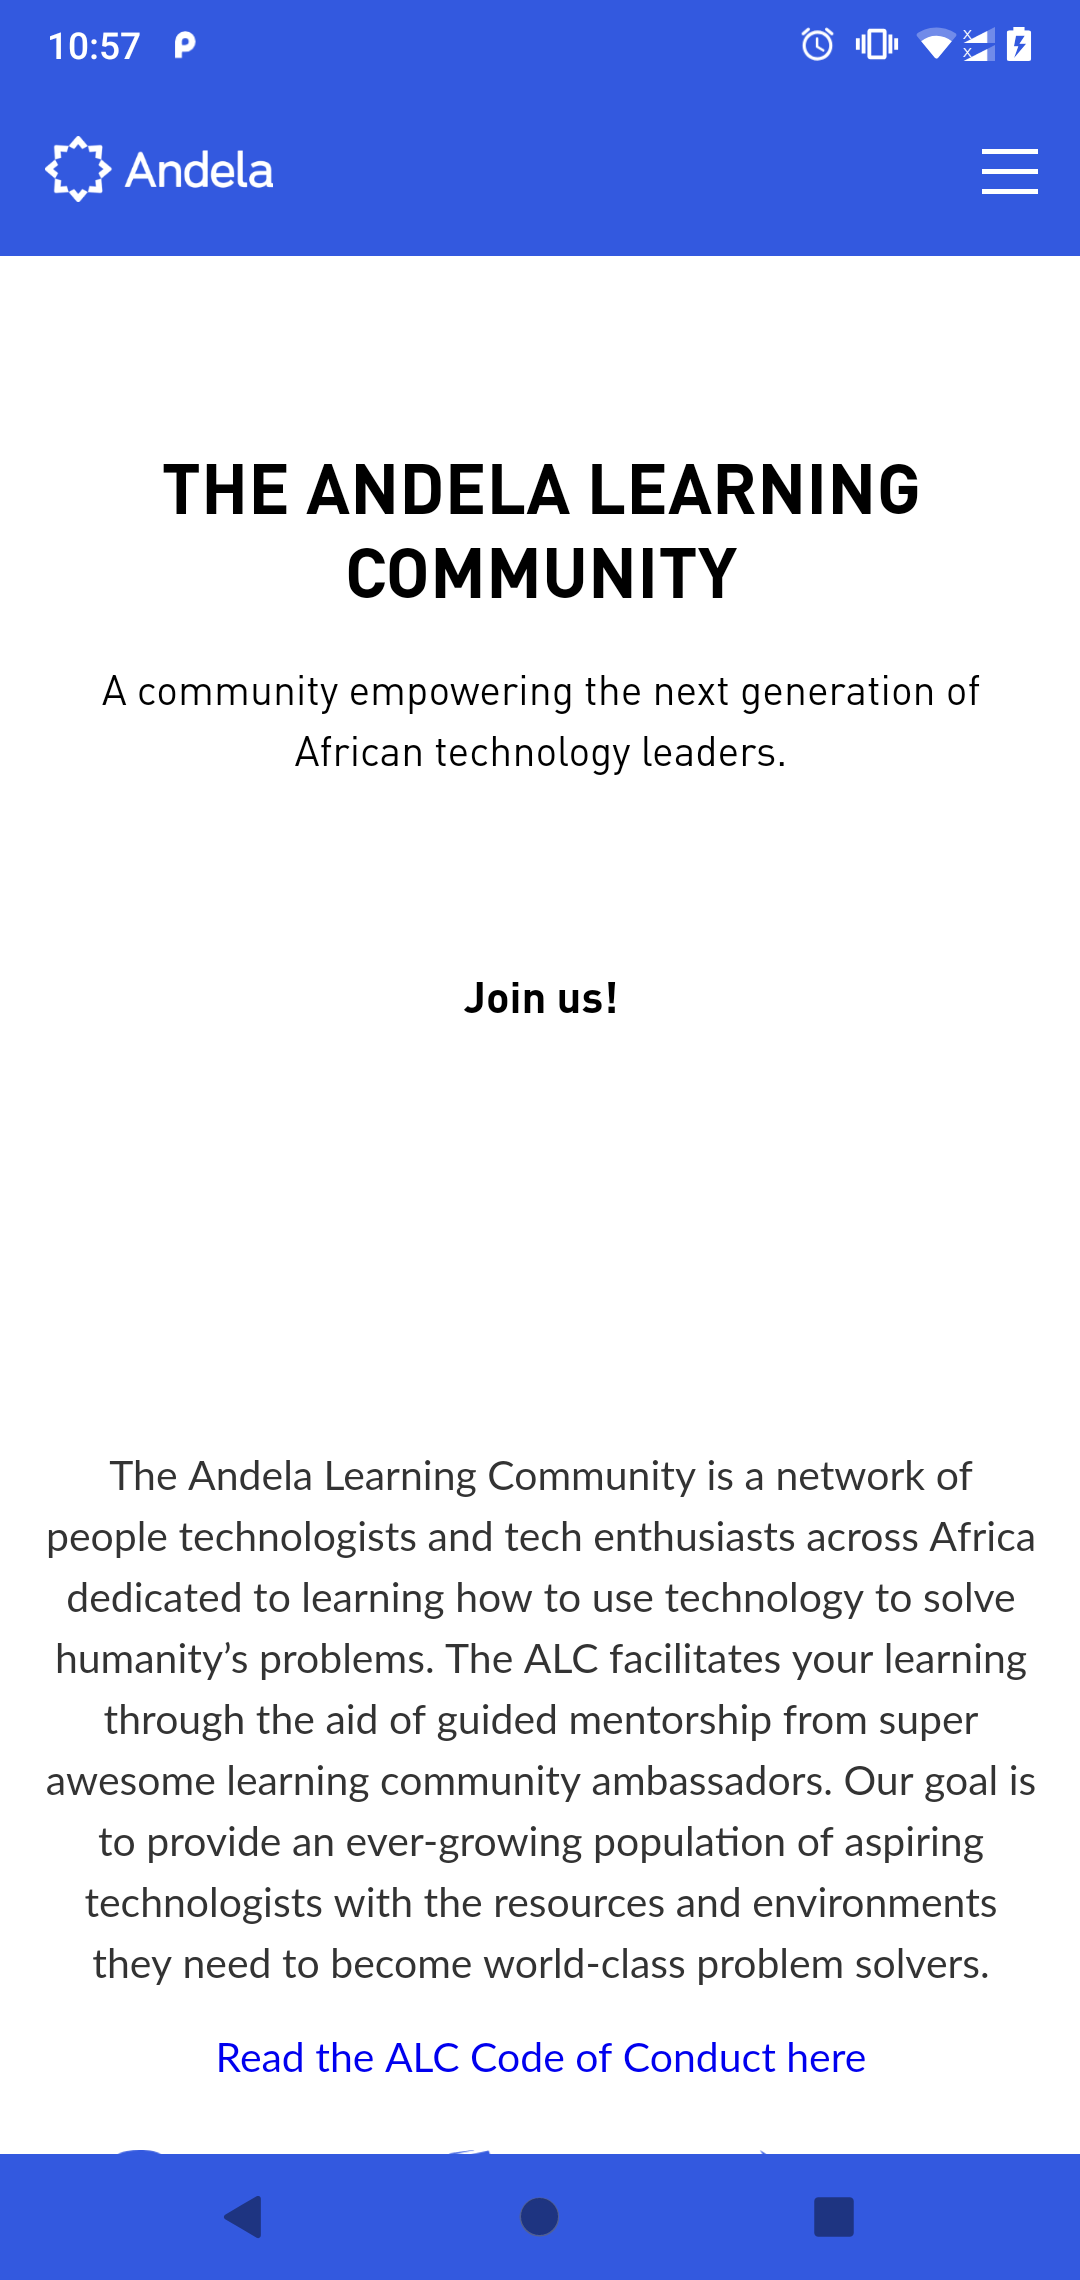 10:57
Andela
THE ANDELA LEARNING
COMMUNITY
A community empowering the next generation of
African technology leaders.
Join us!
The Andela Learning Community is a network of
people technologists and tech enthusiasts across Africa
dedicated to learning how to use technology to solve
humanity’s problems. The ALC facilitates your learning
through the aid of guided mentorship from super
awesome learning community ambassadors. Our goal is
to provide an ever-growing population of aspiring
technologists with the resources and environments
they need to become world-class problem solvers.
Read the ALC Code of Conduct here